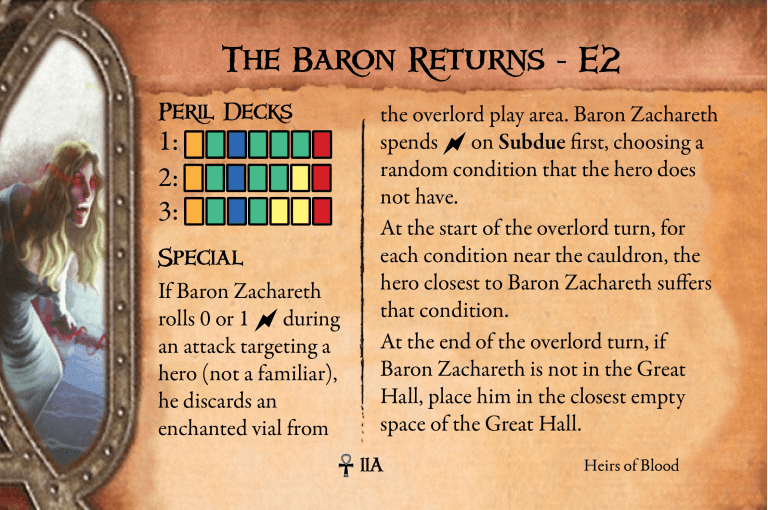 The Baron Returns - E2
Peril Decks
1:
2:
3:
Special
If Baron Zachareth
rolls 0 or 1 during
an attack targeting a
hero (not a familiar),
he discards an
enchanted vial from
the overlord play area. Baron Zachareth
spends on Subdue first, choosing a
random condition that the hero does
not have.
At the start of the overlord turn, for
each condition near the cauldron, the
hero closest to Baron Zachareth suffers
that condition.
At the end of the overlord turn, if
Baron Zachareth is not in the Great
Hall, place him in the closest empty
space of the Great Hall.
11A
Heirs of Blood